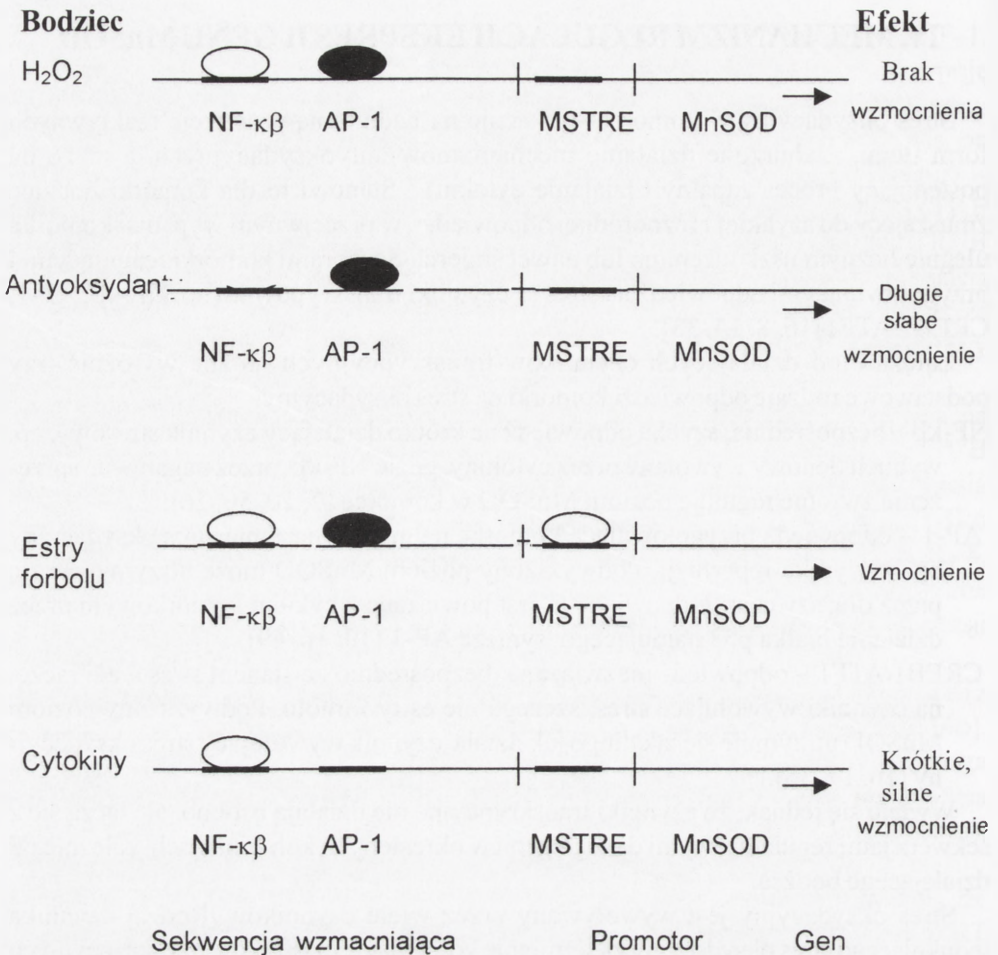 Bodziec Efekt
H₂O₂ Brak
wzmocnienia
NF-κβ AP-1 MSTRE MnSOD
Antyoksydant Długie,
słabe
wzmocnienie
NF-κβ AP-1 MSTRE MnSOD
Estry
forbolu
Vzmocnienie
NF-κβ AP-1 MSTRE MnSOD
Cytokiny Krótkie,
silne
wzmocnienie
NF-κβ AP-1 MSTRE MnSOD
Sekwencja wzmacniająca Promotor Gen